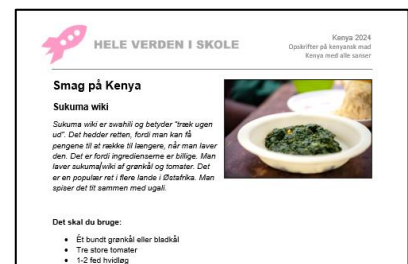 HELE VERDEN I SKOLE
Kenya 2024
Opskrifter på kenyansk mad
Kenya med alle sanser
Smag på Kenya
Sukuma wiki
Sukuma wiki er swahili og betyder "træk ugen
ud". Det hedder retten, fordi man kan få
pengene til at række til længere, når man laver
den. Det er fordi ingredienserne er billige. Man
laver sukuma wiki af grønkål og tomater. Det
er en populær ret i flere lande i Østafrika. Man
spiser det tit sammen med ugali.
Det skal du bruge:
• Ét bundt grønkål eller bladkål
• Tre store tomater
• 1-2 fed hvidløg